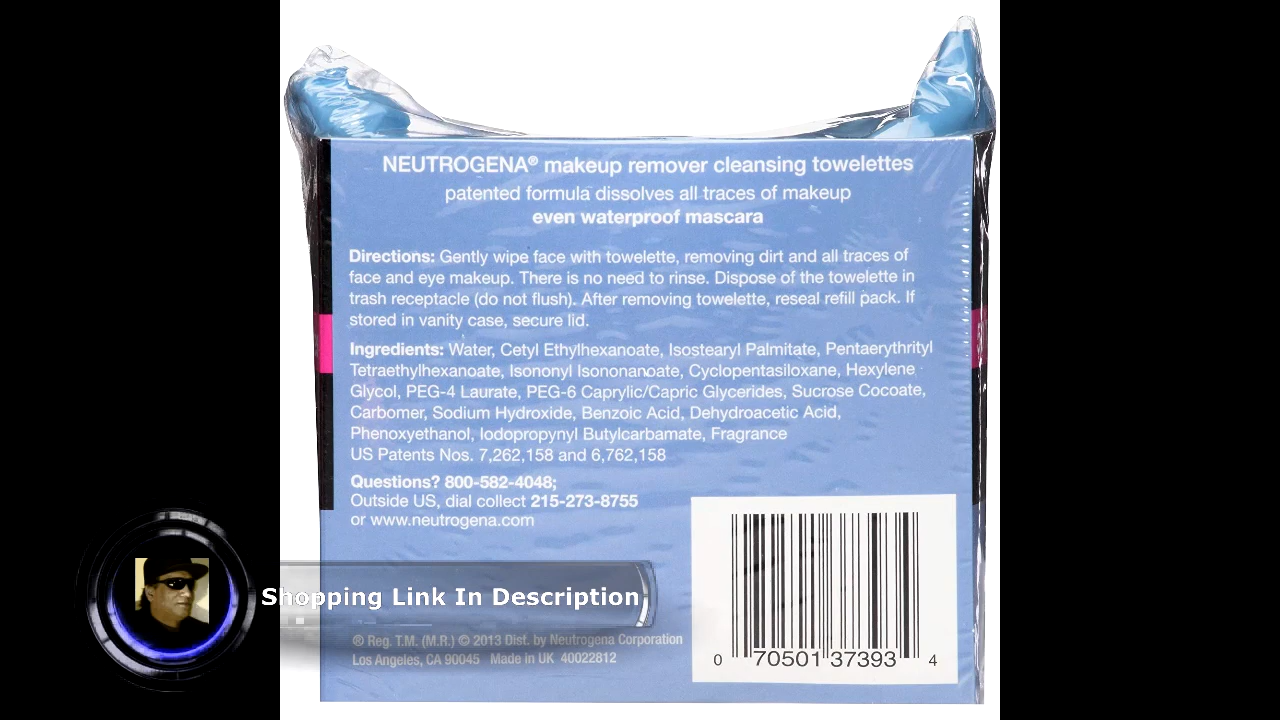 NEUTROGENA® makeup remover cleansing towelettes
patented formula dissolves all traces of makeup
even waterproof mascara
Directions: Gently wipe face with towelette, removing dirt and all traces of
face and eye makeup. There is no need to rinse. Dispose of the towelette in
trash receptacle (do not flush). After removing towelette, reseal refill pack. If
stored in vanity case, secure lid.
Ingredients: Water, Cetyl Ethylhexanoate, Isostearyl Palmitate, Pentaerythrityl
Tetraethylhexanoate, Isononyl Isononanoate, Cyclopentasiloxane, Hexylene
Glycol, PEG-4 Laurate, PEG-6 Caprylic/Capric Glycerides, Sucrose Cocoate,
Carbomer, Sodium Hydroxide, Benzoic Acid, Dehydroacetic Acid,
Phenoxyethanol, Iodopropynyl Butylcarbamate, Fragrance
US Patents Nos. 7,262,158 and 6,762,158
Questions? 800-582-4048;
Outside US, dial collect 215-273-8755
or www.neutrogena.com
Shopping Link In Description
® Reg. T.M. (M.R.) © 2013 Dist. by Neutrogena Corporation
Los Angeles, CA 90045 Made in UK 40022812
0 70501 37393 4